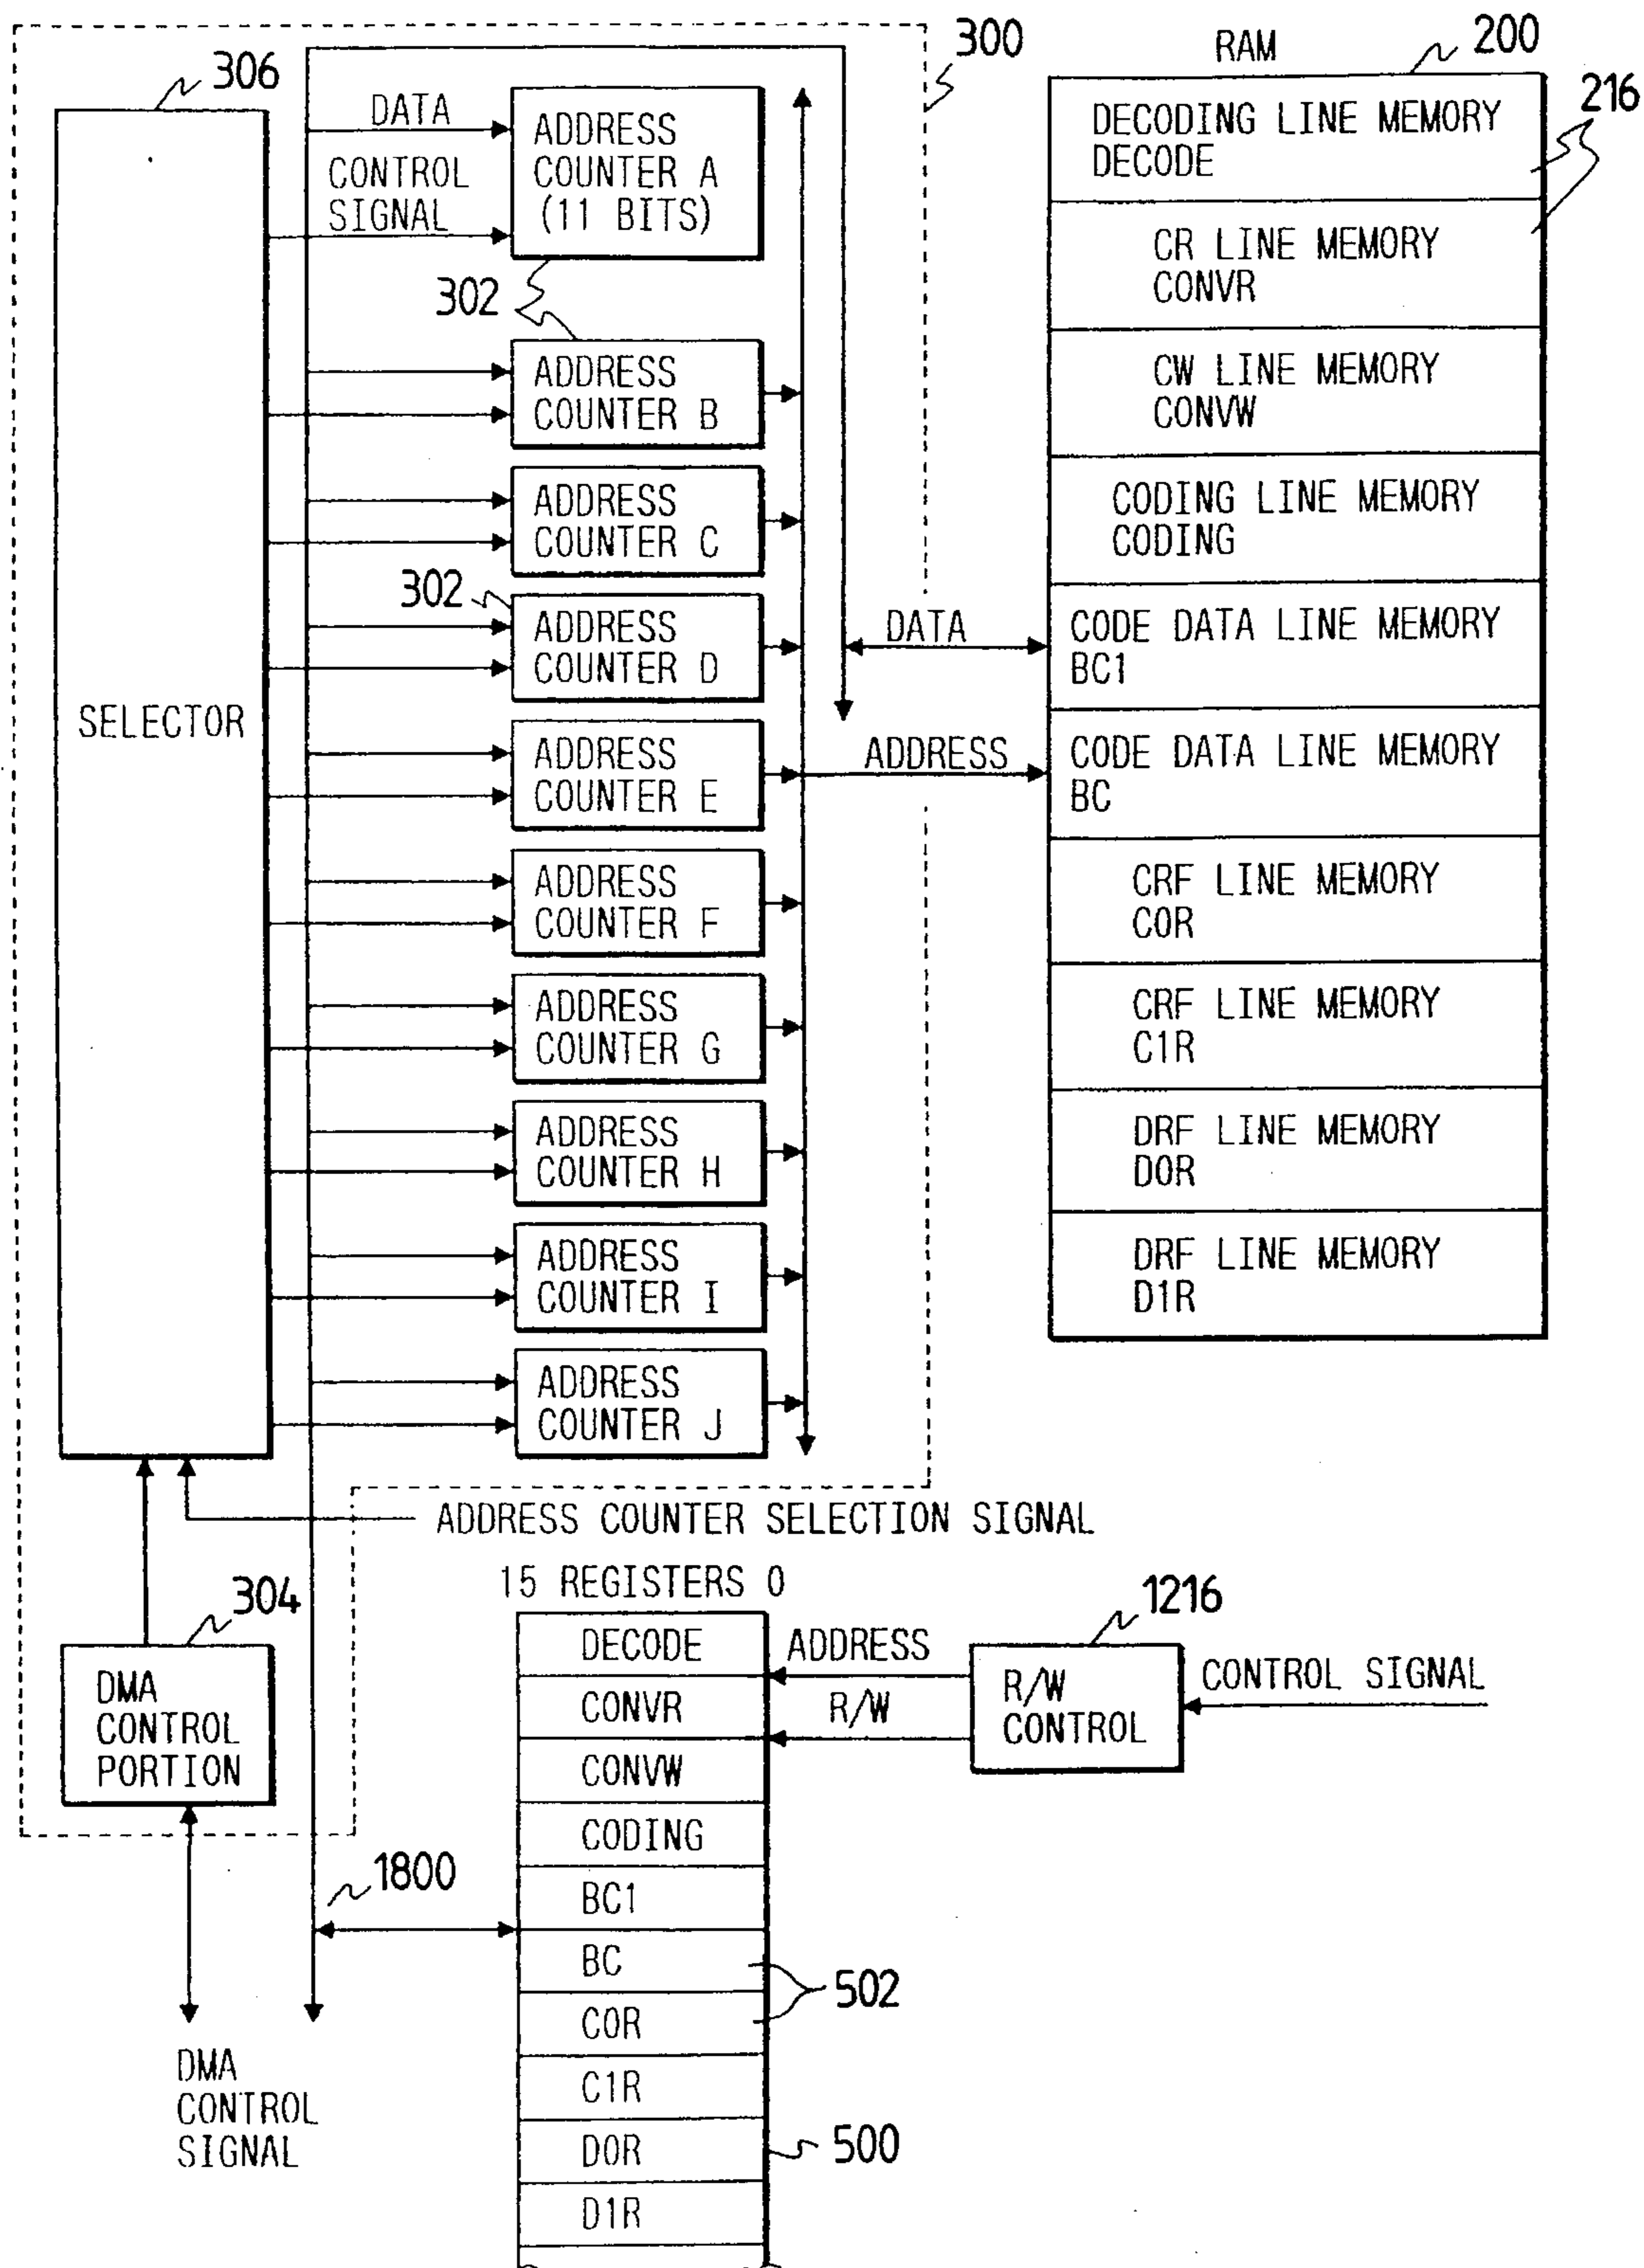 300
RAM
200
306
216
DATA
CONTROL
SIGNAL
ADDRESS
COUNTER A
(11 BITS)
302
ADDRESS
COUNTER B
ADDRESS
COUNTER C
302
ADDRESS
COUNTER D
ADDRESS
COUNTER E
ADDRESS
COUNTER F
ADDRESS
COUNTER G
ADDRESS
COUNTER H
ADDRESS
COUNTER I
ADDRESS
COUNTER J
SELECTOR
DATA
ADDRESS
DECODING LINE MEMORY
DECODE
CR LINE MEMORY
CONVR
CW LINE MEMORY
CONVW
CODING LINE MEMORY
CODING
CODE DATA LINE MEMORY
BC1
CODE DATA LINE MEMORY
BC
CRF LINE MEMORY
C0R
CRF LINE MEMORY
C1R
DRF LINE MEMORY
D0R
DRF LINE MEMORY
D1R
ADDRESS COUNTER SELECTION SIGNAL
304
DMA
CONTROL
PORTION
DMA
CONTROL
SIGNAL
1800
15 REGISTERS 0
DECODE
CONVR
CONVW
CODING
BC1
BC
C0R
C1R
D0R
D1R
502
500
ADDRESS
R/W
1216
R/W
CONTROL
CONTROL SIGNAL